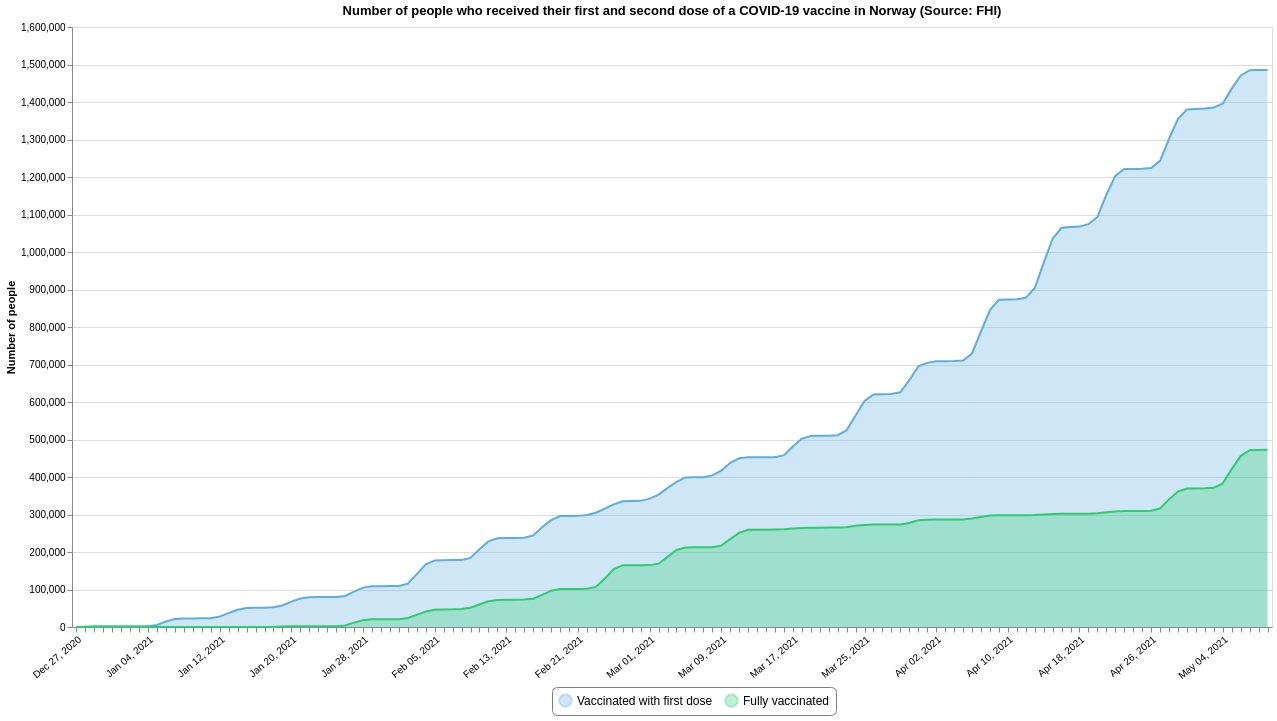 Number of people who received their first and second dose of a COVID-19 vaccine in Norway (Source: FHI)
1,600,000
1,500,000
1,400,000
1,300,000
1,200,000
1,100,000
1,000,000
900,000
800,000
700,000
600,000
500,000
400,000
300,000
200,000
100,000
0
Number of people
Dec 27, 2020
Jan 04, 2021
Jan 12, 2021
Jan 20, 2021
Jan 28, 2021
Feb 05, 2021
Feb 13, 2021
Feb 21, 2021
Mar 01, 2021
Mar 09, 2021
Mar 17, 2021
Mar 25, 2021
Apr 02, 2021
Apr 10, 2021
Apr 18, 2021
Apr 26, 2021
May 04, 2021
Vaccinated with first dose
Fully vaccinated